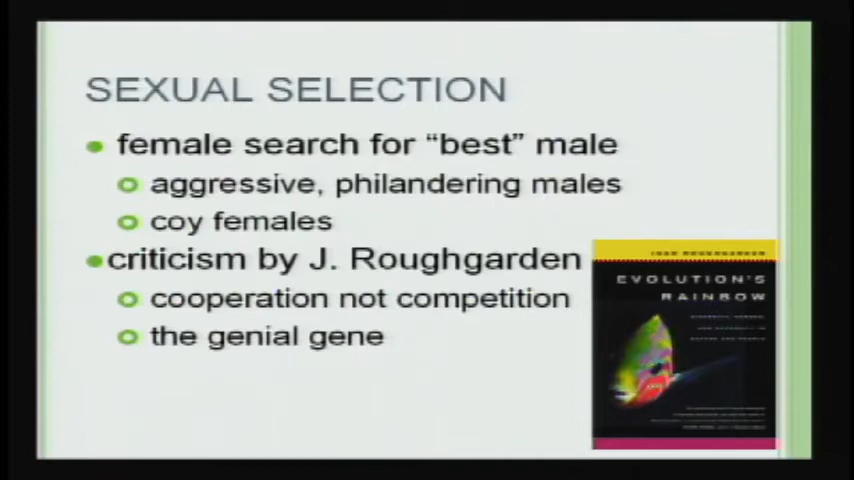 SEXUAL SELECTION
female search for “best” male
aggressive, philandering males
coy females
criticism by J. Roughgarden
cooperation not competition
the genial gene
JOAN ROUGHGARDEN
EVOLUTION'S
RAINBOW